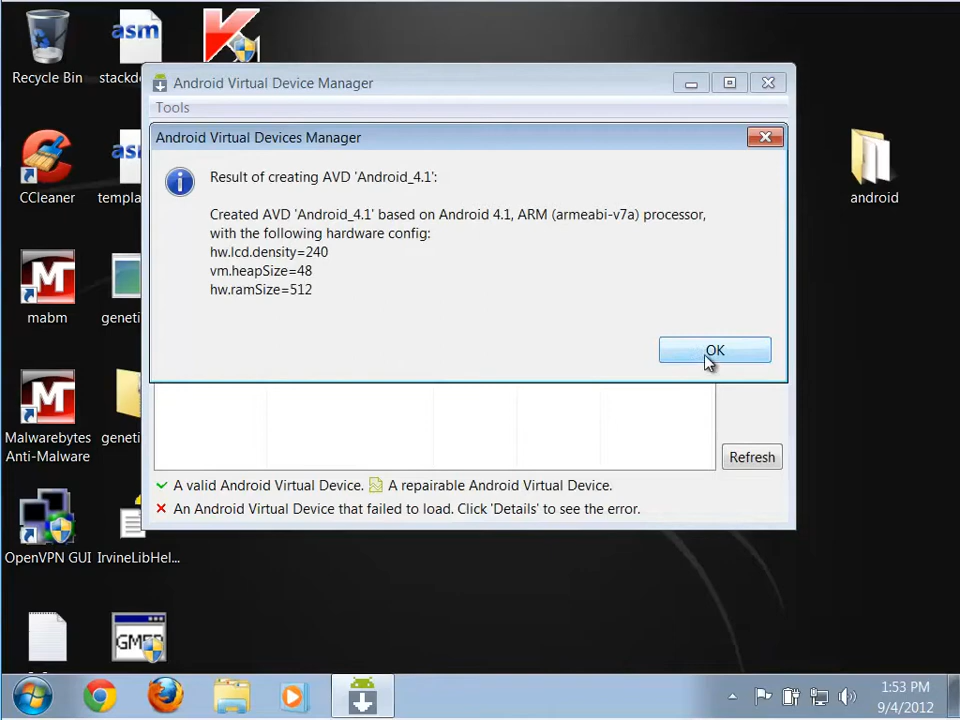 Recycle Bin
asm
stackd
Android Virtual Device Manager
Tools
Android Virtual Devices Manager
Result of creating AVD 'Android_4.1':
Created AVD 'Android_4.1' based on Android 4.1, ARM (armeabi-v7a) processor,
with the following hardware config:
hw.lcd.density=240
vm.heapSize=48
hw.ramSize=512
OK
CCleaner
templa
android
mabm
geneti
Malwarebytes
Anti-Malware
geneti
Refresh
A valid Android Virtual Device. A repairable Android Virtual Device.
An Android Virtual Device that failed to load. Click 'Details' to see the error.
OpenVPN GUI
IrvineLibHel...
GMER
1:53 PM
9/4/2012